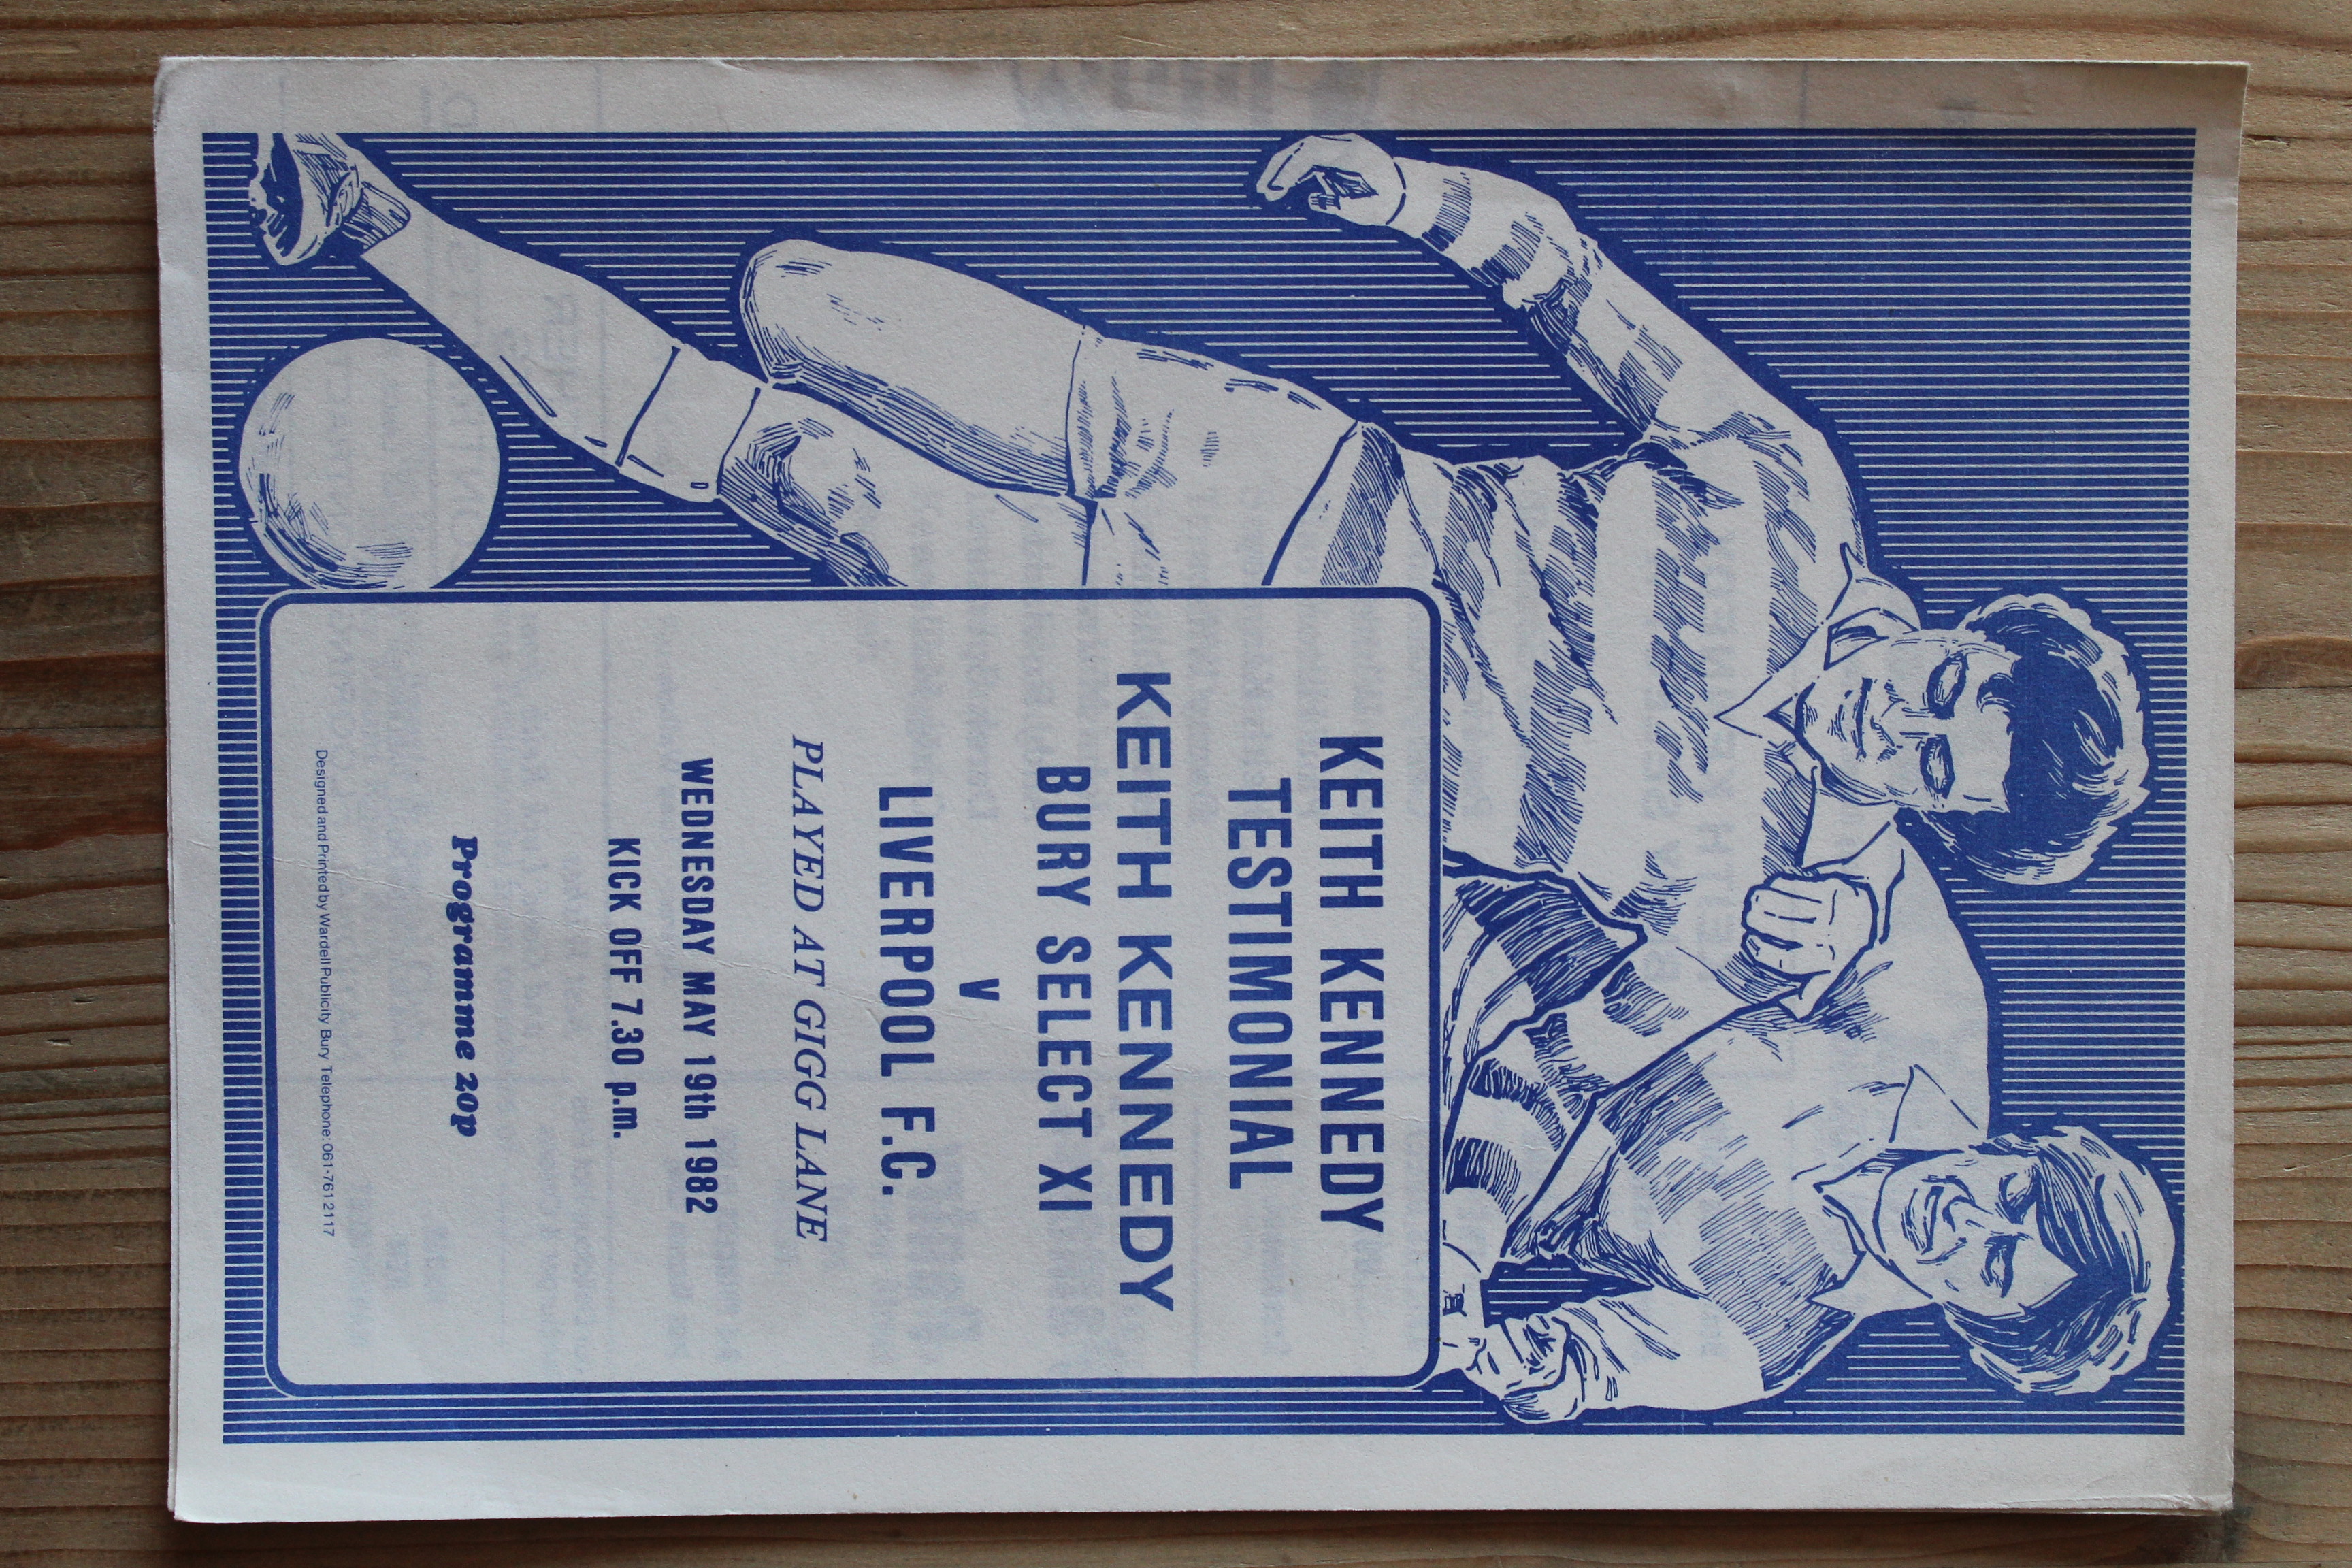 KEITH KENNEDY
TESTIMONIAL
KEITH KENNEDY
BURY SELECT XI
V
LIVERPOOL F.C.
PLAYED AT GIGG LANE
WEDNESDAY MAY 19th 1982
KICK OFF 7.30 p.m.
Programme 20p
Designed and Printed by Wardell Publicity Bury Telephone: 061-761 2117